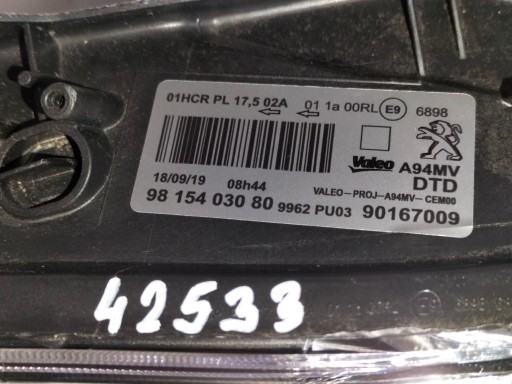 01HCR PL 17,5 02A 01 1a 00RL E9 6898
Valeo A94MV
DTD
18/09/19 08h44 VALEO-PROJ-A94MV-CEM00
98 154 030 80 9962 PU03 90167009
42533